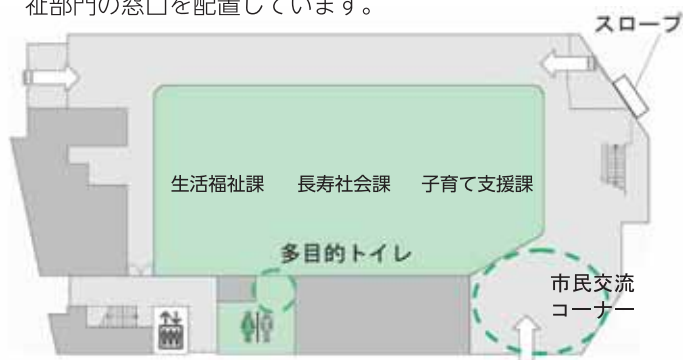 祉部門の窓口を配置しています。
スロープ
生活福祉課　長寿社会課　子育て支援課
多目的トイレ
市民交流
コーナー